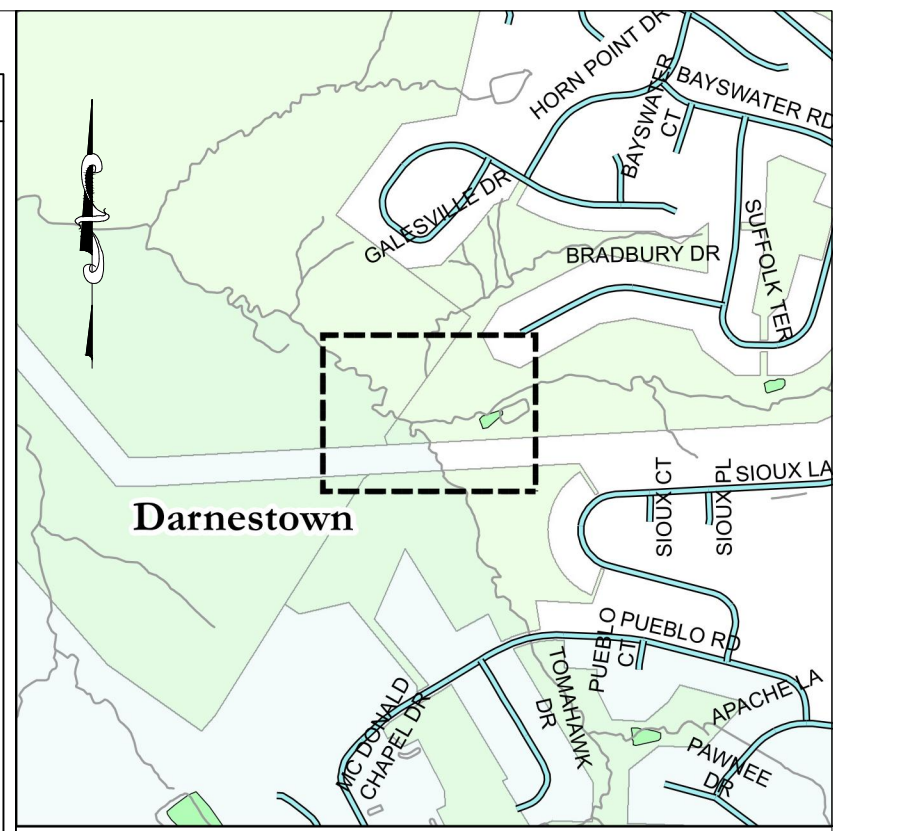 HORN POINT DR
BAYSWATER RD
BAYSWATER
CT
GALESVILLE DR
BRADBURY DR
SUFFOLK TER
Darnestown
SIOUX CT
SIOUX PL
SIOUX LA
PUEBLO RD
PUEBLO
CT
TOMAHAWK
DR
APACHE LA
MC DONALD
CHAPEL DR
PAWNEE
DR